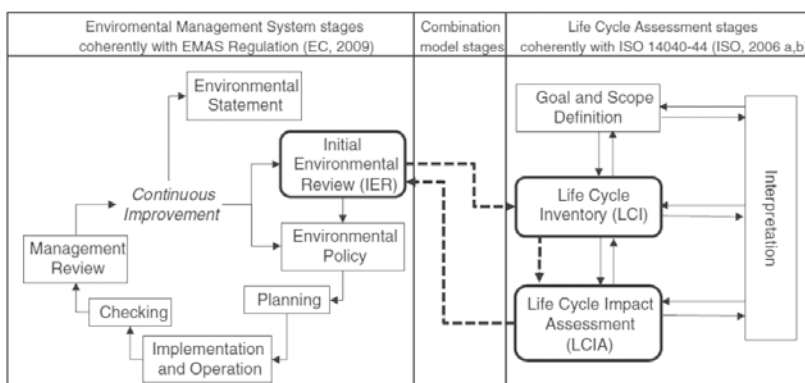 Enviromental Management System stages
coherently with EMAS Regulation (EC, 2009)
Combination
model stages
Life Cycle Assessment stages
coherently with ISO 14040-44 (ISO, 2006 a,b)
Environmental
Statement
Initial
Environmental
Review (IER)
Continuous
Improvement
Environmental
Policy
Management
Review
Planning
Checking
Implementation
and Operation
Goal and Scope
Definition
Life Cycle
Inventory (LCI)
Life Cycle Impact
Assessment
(LCIA)
Interpretation